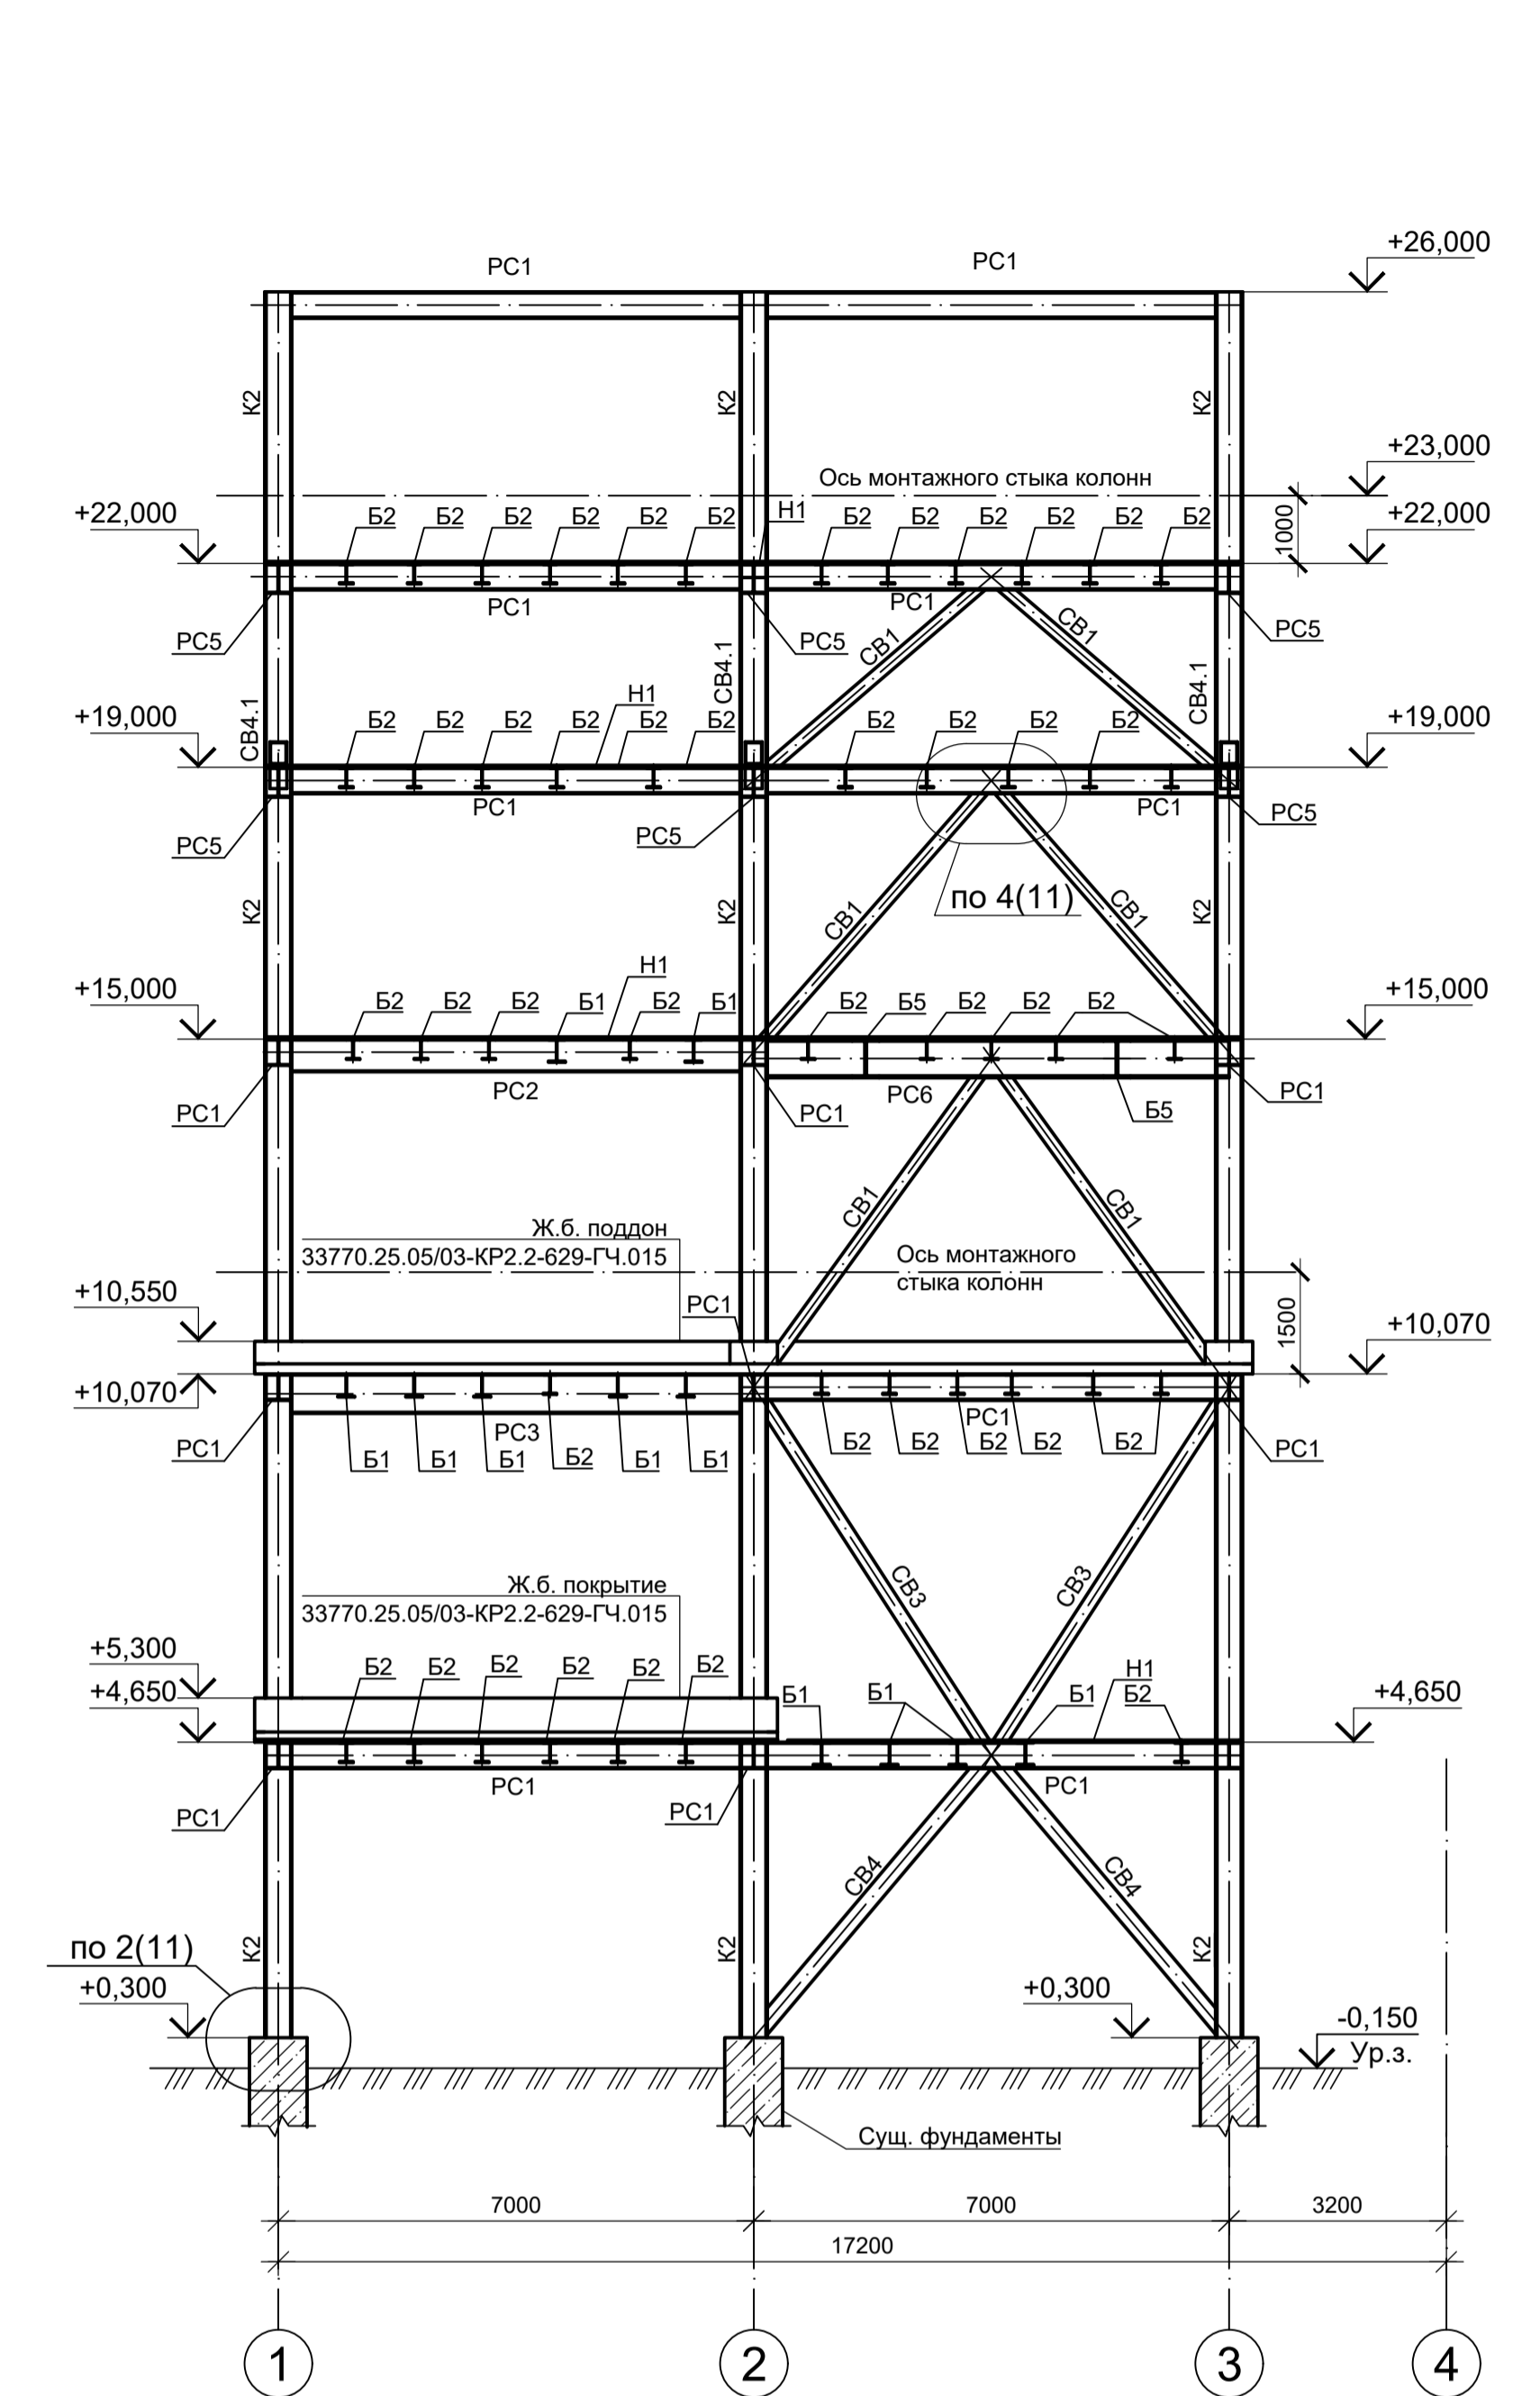 +26,000
РС1
РС1
К2
К2
К2
+23,000
Ось монтажного стыка колонн
Н1
+22,000
Б2
Б2
Б2
Б2
Б2
Б2
Б2
Б2
Б2
Б2
Б2
Б2
+22,000
1000
РС1
РС1
РС5
РС5
РС5
СВ1
СВ1
СВ4.1
СВ4.1
СВ4.1
Н1
+19,000
Б2
Б2
Б2
Б2
Б2
Б2
Б2
Б2
Б2
Б2
+19,000
РС1
РС1
РС5
РС5
РС5
К2
К2
К2
СВ1
СВ1
по 4(11)
Н1
+15,000
Б2
Б2
Б2
Б1
Б2
Б1
Б2
Б5
Б2
Б2
Б2
+15,000
РС2
РС6
РС1
РС1
РС1
Б5
СВ1
СВ1
Ж.б. поддон
33770.25.05/03-КР2.2-629-ГЧ.015
Ось монтажного
стыка колонн
+10,550
РС1
1500
+10,070
+10,070
РС3
РС1
РС1
РС1
Б1
Б1
Б1
Б2
Б1
Б1
Б2
Б2
Б2
Б2
Б2
СВ3
СВ3
Ж.б. покрытие
33770.25.05/03-КР2.2-629-ГЧ.015
+5,300
+4,650
Б2
Б2
Б2
Б2
Б2
Б2
Б1
Б1
Б1
Н1
Б2
+4,650
РС1
РС1
РС1
РС1
СВ4
СВ4
К2
К2
К2
по 2(11)
+0,300
+0,300
-0,150
Ур.з.
Сущ. фундаменты
7000
7000
3200
17200
1
2
3
4